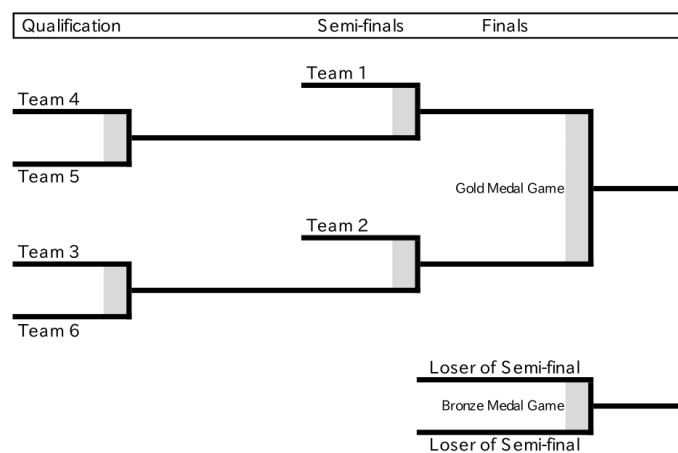 Qualification Semi-finals Finals
Team 1
Team 4
Team 5
Gold Medal Game
Team 2
Team 3
Team 6
Loser of Semi-final
Bronze Medal Game
Loser of Semi-final